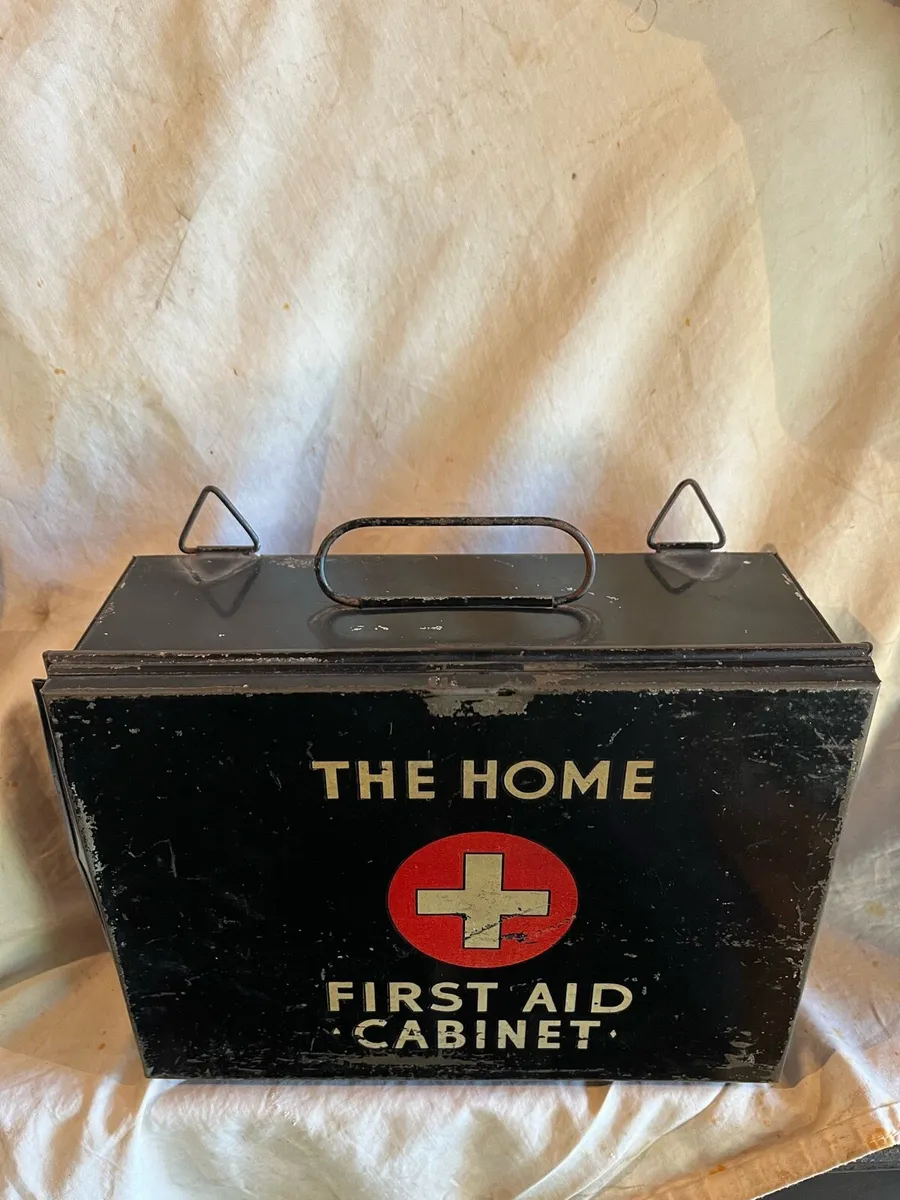 THE HOME
FIRST AID
· CABINET ·